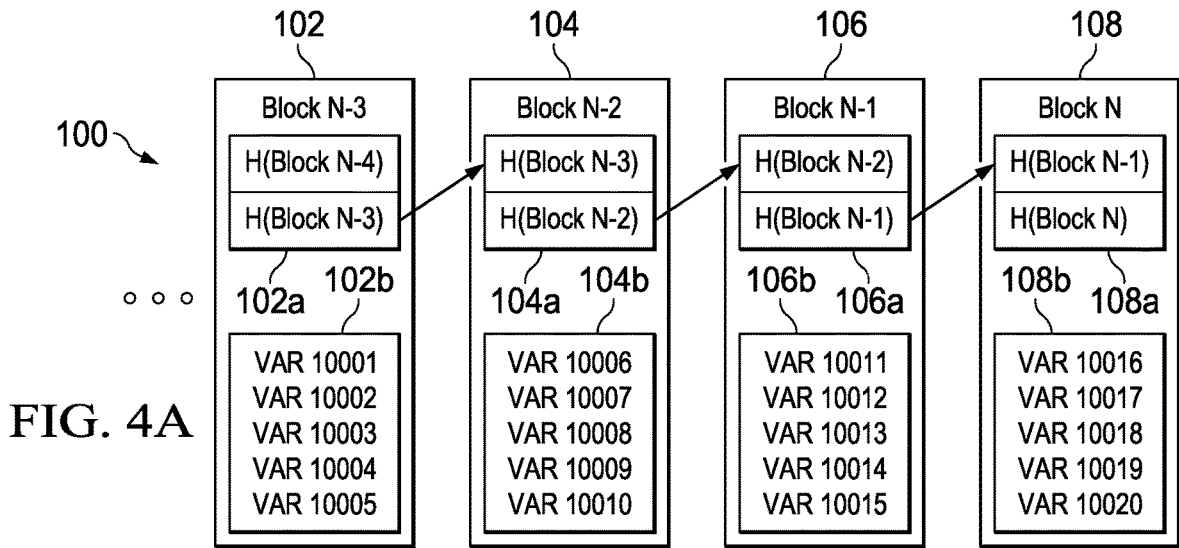 102 104 106 108
100
Block N-3 Block N-2 Block N-1 Block N
H(Block N-4) H(Block N-3) H(Block N-2) H(Block N-1)
H(Block N-3) H(Block N-2) H(Block N-1) H(Block N)
102a 102b 104a 104b 106b 106a 108b 108a
VAR 10001 VAR 10006 VAR 10011 VAR 10016
VAR 10002 VAR 10007 VAR 10012 VAR 10017
VAR 10003 VAR 10008 VAR 10013 VAR 10018
VAR 10004 VAR 10009 VAR 10014 VAR 10019
VAR 10005 VAR 10010 VAR 10015 VAR 10020
FIG. 4A